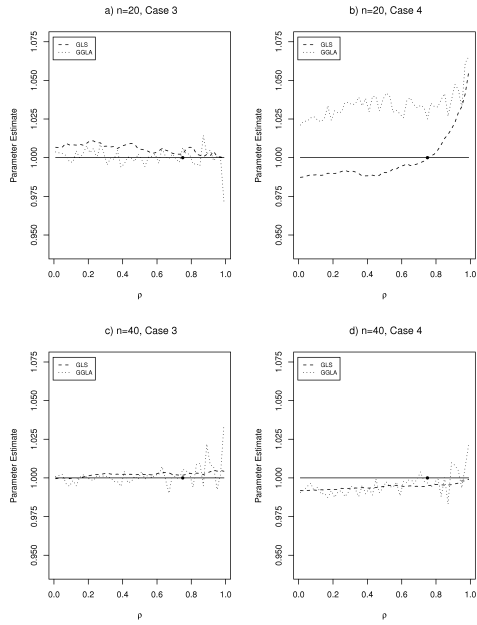 a) n=20, Case 3
GLS
GGLA
Parameter Estimate
0.950 0.975 1.000 1.025 1.050 1.075
0.0 0.2 0.4 0.6 0.8 1.0
ρ
b) n=20, Case 4
GLS
GGLA
Parameter Estimate
0.950 0.975 1.000 1.025 1.050 1.075
0.0 0.2 0.4 0.6 0.8 1.0
ρ
c) n=40, Case 3
GLS
GGLA
Parameter Estimate
0.950 0.975 1.000 1.025 1.050 1.075
0.0 0.2 0.4 0.6 0.8 1.0
ρ
d) n=40, Case 4
GLS
GGLA
Parameter Estimate
0.950 0.975 1.000 1.025 1.050 1.075
0.0 0.2 0.4 0.6 0.8 1.0
ρ